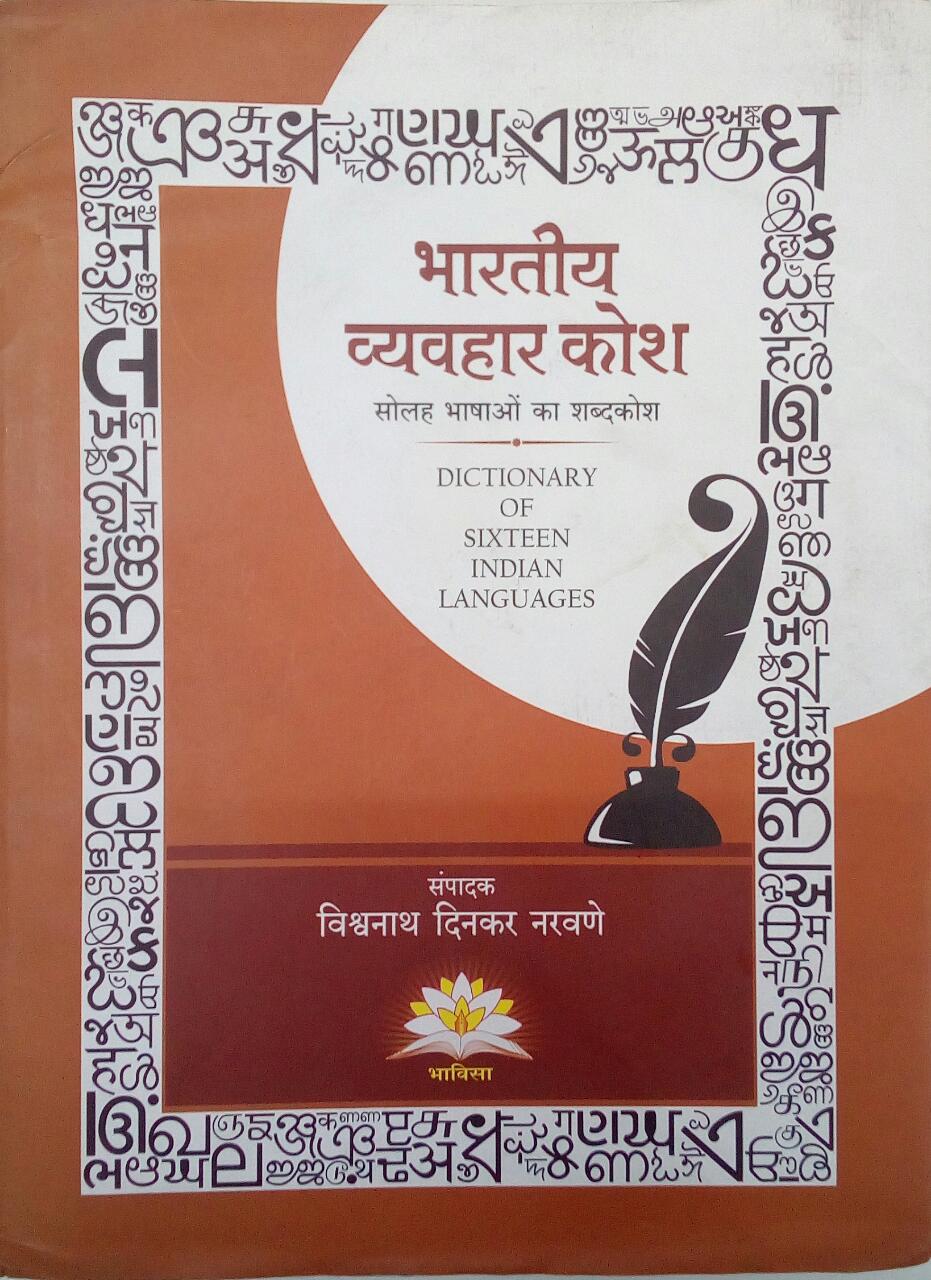 भारतीय
व्यवहार कोश
सोलह भाषाओं का शब्दकोश
DICTIONARY
OF
SIXTEEN
INDIAN
LANGUAGES
संपादक
विश्वनाथ दिनकर नरवणे
भाविसा